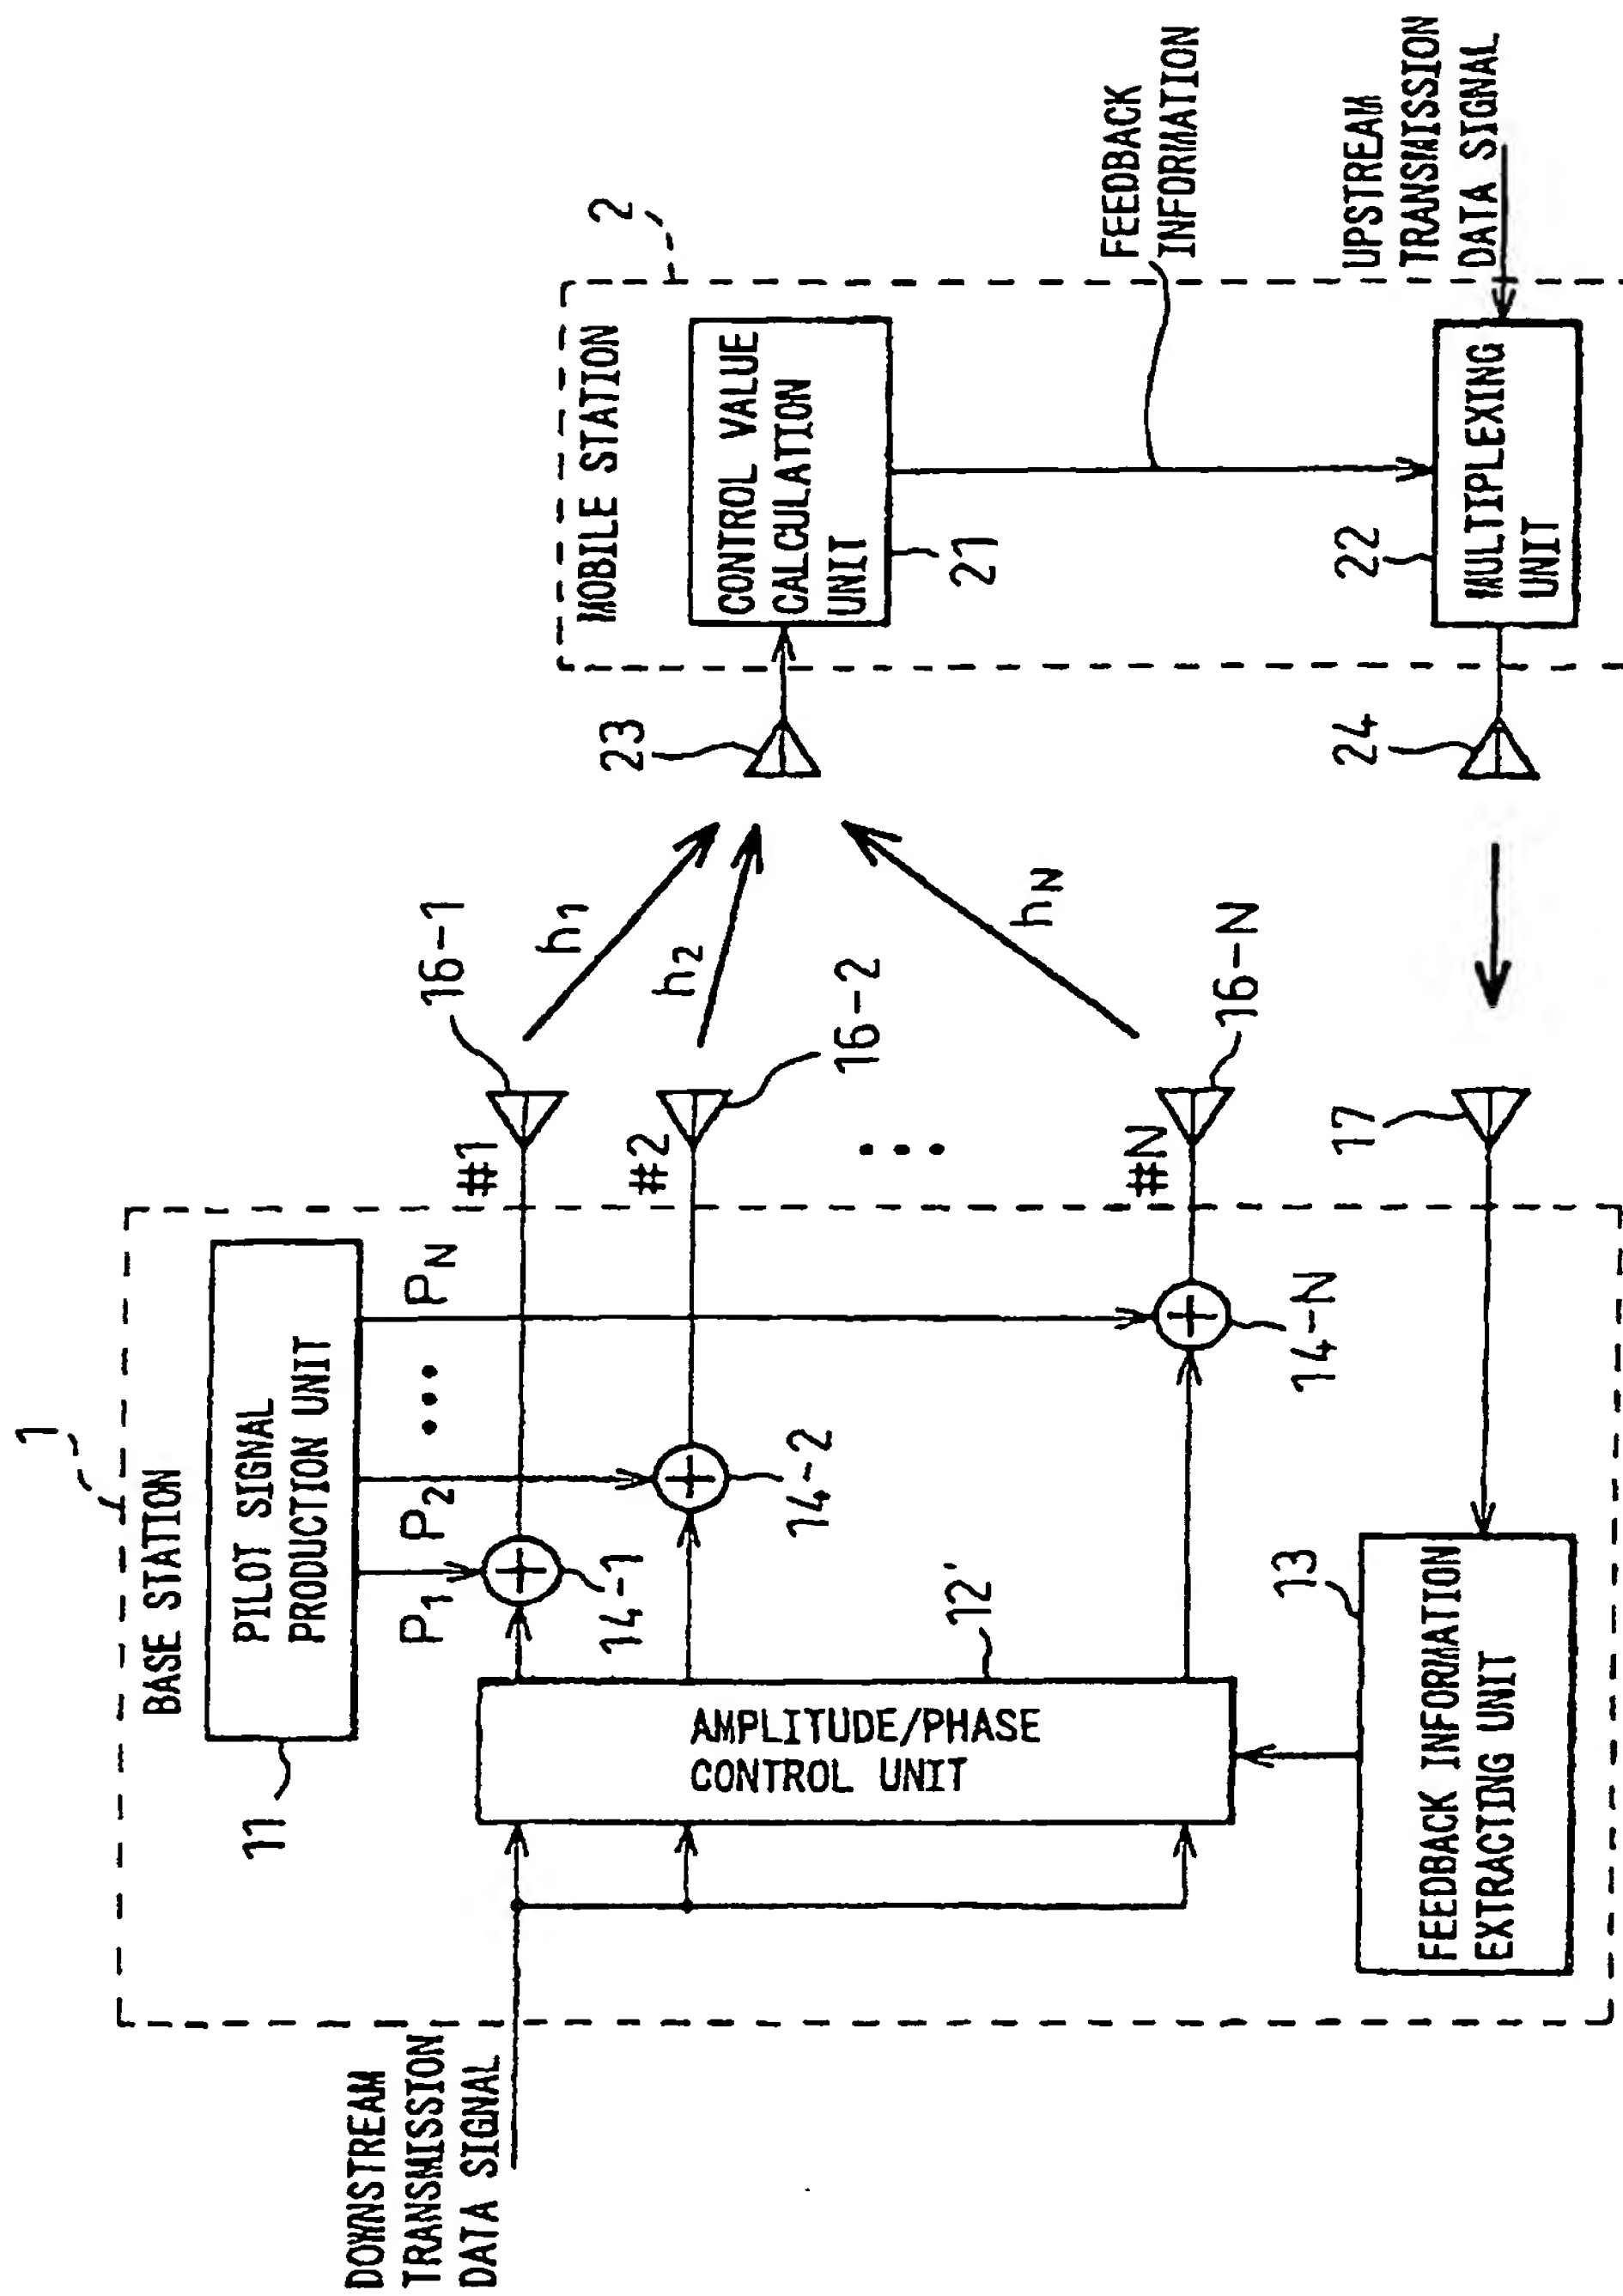 1
BASE STATION
PILOT SIGNAL
PRODUCTION UNIT
11
P1
P2
...
PN
DOWNSTREAM
TRANSMISSION
DATA SIGNAL
AMPLITUDE/PHASE
CONTROL UNIT
12'
14-1
14-2
14-N
FEEDBACK INFORMATION
EXTRACTING UNIT
13
#1
16-1
#2
16-2
...
#N
16-N
17
h1
h2
hN
2
MOBILE STATION
23
CONTROL VALUE
CALCULATION
UNIT
21
FEEDBACK
INFORMATION
24
22
MULTIPLEXING
UNIT
UPSTREAM
TRANSMISSION
DATA SIGNAL